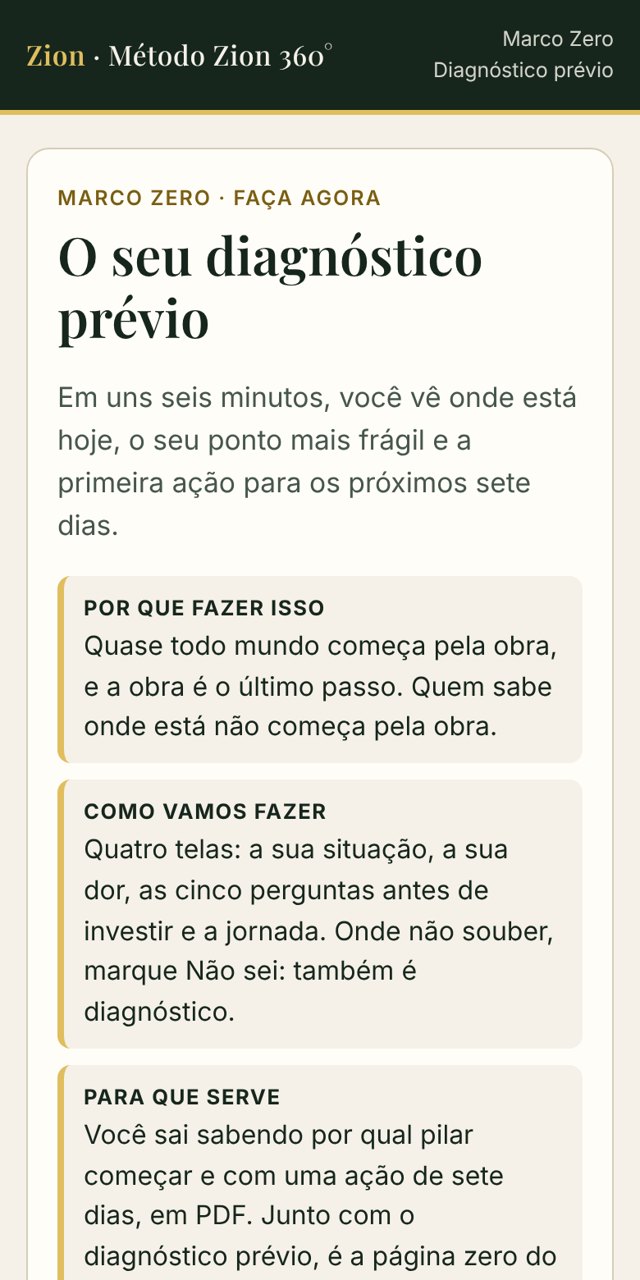 Zion · Método Zion 360°
Marco Zero
Diagnóstico prévio
MARCO ZERO · FAÇA AGORA
O seu diagnóstico
prévio
Em uns seis minutos, você vê onde está
hoje, o seu ponto mais frágil e a
primeira ação para os próximos sete
dias.
POR QUE FAZER ISSO
Quase todo mundo começa pela obra,
e a obra é o último passo. Quem sabe
onde está não começa pela obra.
COMO VAMOS FAZER
Quatro telas: a sua situação, a sua
dor, as cinco perguntas antes de
investir e a jornada. Onde não souber,
marque Não sei: também é
diagnóstico.
PARA QUE SERVE
Você sai sabendo por qual pilar
começar e com uma ação de sete
dias, em PDF. Junto com o
diagnóstico prévio, é a página zero do